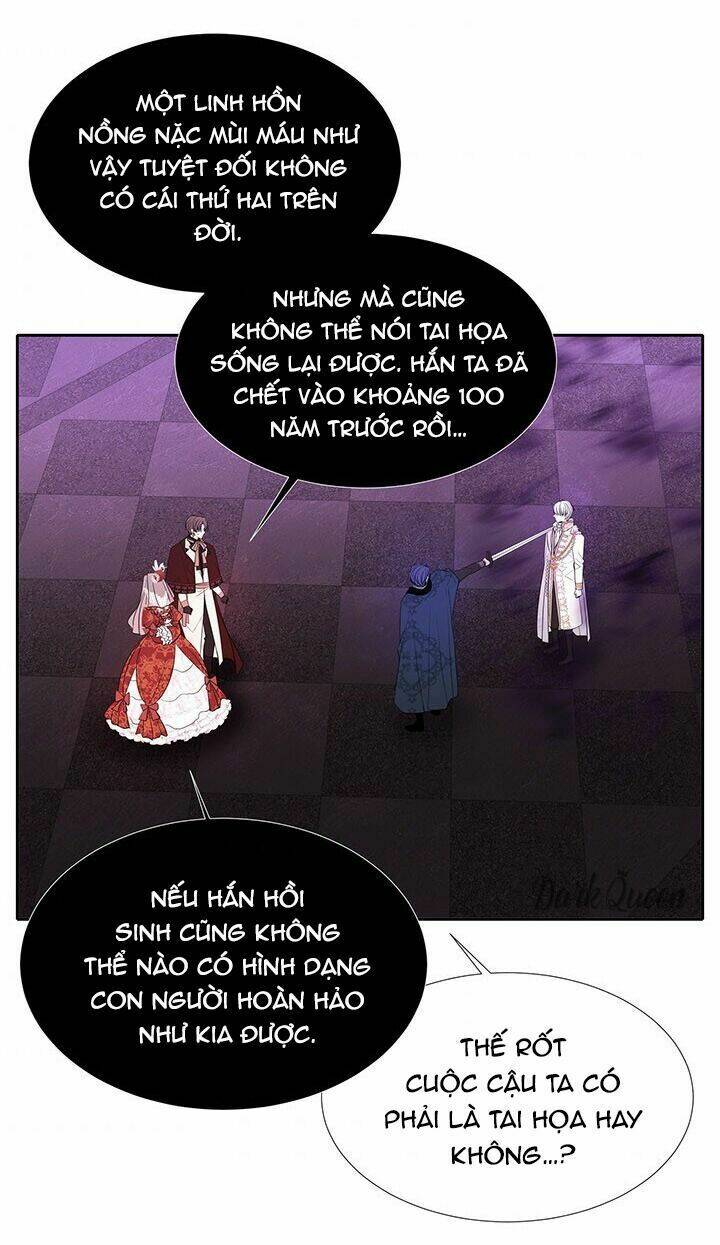 MỘT LINH HỒN
NỒNG NẶC MÙI MÁU NHƯ
VẬY TUYỆT ĐỐI KHÔNG
CÓ CÁI THỨ HAI TRÊN
ĐỜI.
NHƯNG MÀ CŨNG
KHÔNG THỂ NÓI TAI HỌA
SỐNG LẠI ĐƯỢC. HẮN TA ĐÃ
CHẾT VÀO KHOẢNG 100
NĂM TRƯỚC RỒI...
Dark Queen
NẾU HẮN HỒI
SINH CŨNG KHÔNG
THỂ NÀO CÓ HÌNH DẠNG
CON NGƯỜI HOÀN HẢO
NHƯ KIA ĐƯỢC.
THẾ RỐT
CUỘC CẬU TA CÓ
PHẢI LÀ TAI HỌA HAY
KHÔNG...?